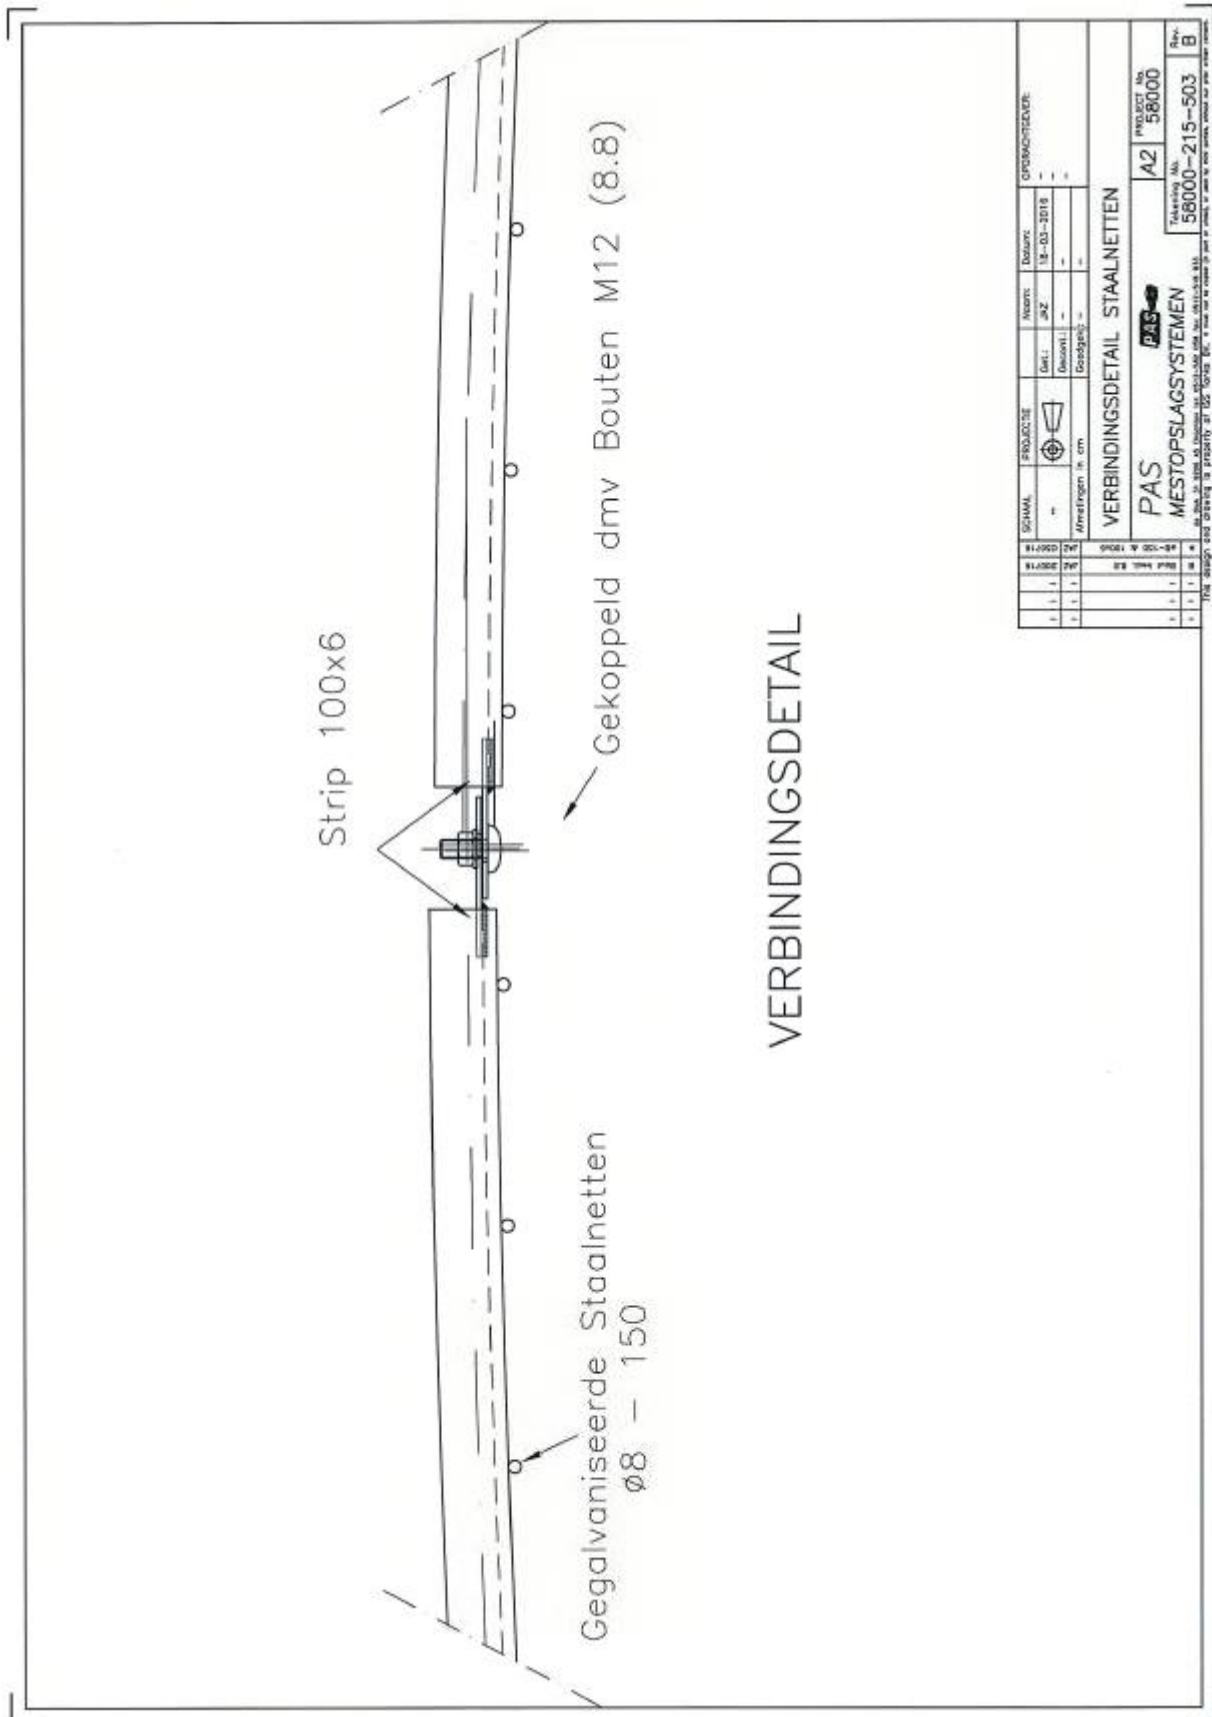 Strip 100x6
Gekoppeld dmv Bouten M12 (8.8)
Gegalvaniseerde Staalnetten
ø8 – 150
VERBINDINGSDETAIL
SCHAAL
PROJECTIE
Naam:
Datum:
OPDRACHTGEVER:
Get.:
JAZ
18-03-2016
Afmetingen in cm
VERBINDINGSDETAIL STAALNETTEN
PAS
PAS
MESTOPSLAGSYSTEMEN
A2
PROJECT No.
58000
Tekening No.
58000-215-503
Rev.
B